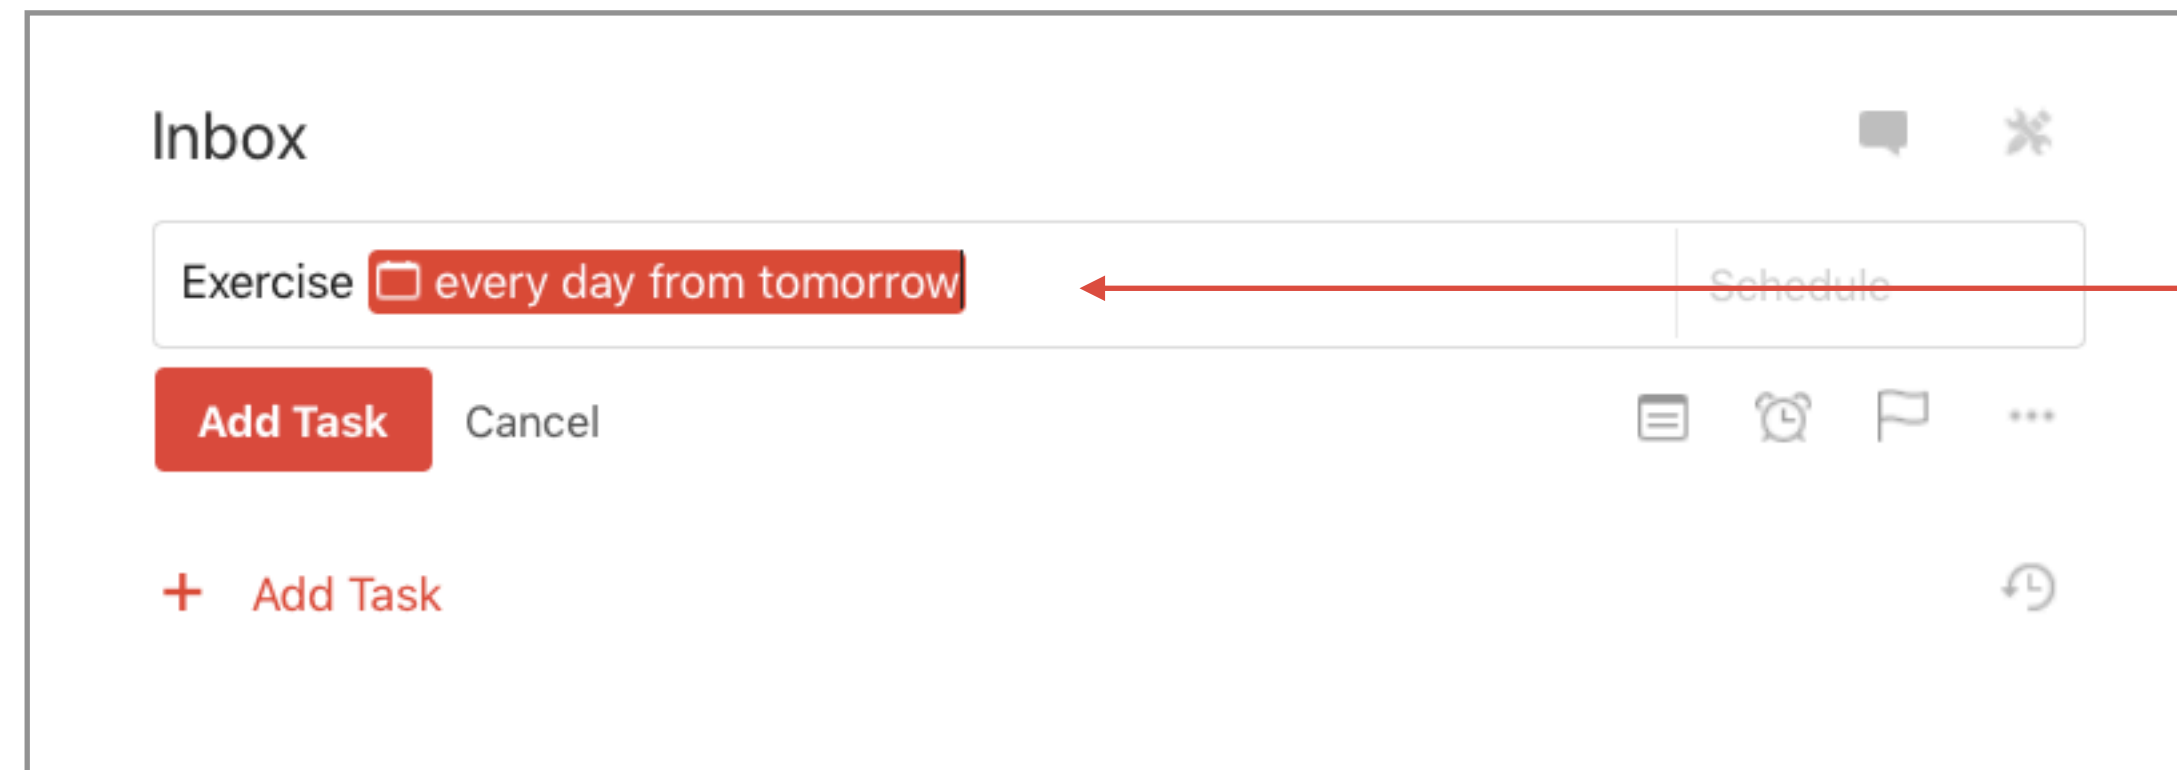 Inbox
Exercise every day from tomorrow Schedule
Add Task Cancel
+ Add Task